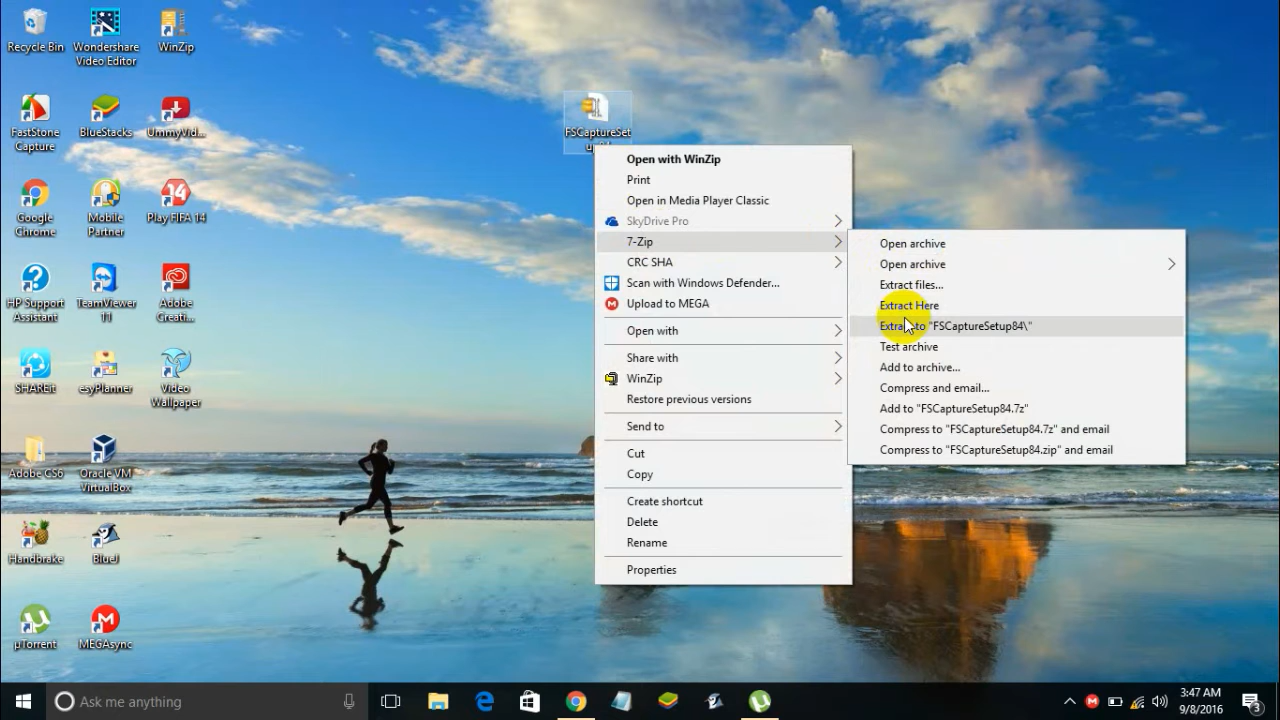 Recycle Bin
Wondershare
Video Editor
WinZip
FastStone
Capture
BlueStacks
UmmyVid...
Google
Chrome
Mobile
Partner
Play FIFA 14
HP Support
Assistant
TeamViewer
11
Adobe
Creati...
SHAREit
esyPlanner
Video
Wallpaper
Adobe CS6
Oracle VM
VirtualBox
Handbrake
BlueJ
µTorrent
MEGAsync
FSCaptureSet
Open with WinZip
Print
Open in Media Player Classic
SkyDrive Pro
7-Zip
CRC SHA
Scan with Windows Defender...
Upload to MEGA
Open with
Share with
WinZip
Restore previous versions
Send to
Cut
Copy
Create shortcut
Delete
Rename
Properties
Open archive
Open archive
Extract files...
Extract Here
Extract to "FSCaptureSetup84\"
Test archive
Add to archive...
Compress and email...
Add to "FSCaptureSetup84.7z"
Compress to "FSCaptureSetup84.7z" and email
Compress to "FSCaptureSetup84.zip" and email
Ask me anything
3:47 AM
9/8/2016
3